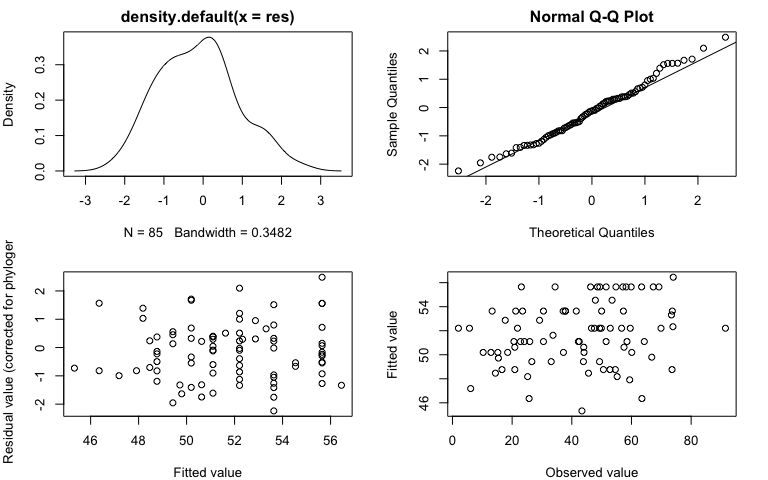 density.default(x = res)
Density
0.0 0.1 0.2 0.3
-3 -2 -1 0 1 2 3
N = 85 Bandwidth = 0.3482
Normal Q-Q Plot
Sample Quantiles
-2 -1 0 1 2
-2 -1 0 1 2
Theoretical Quantiles
Residual value (corrected for phyloger
-2 -1 0 1 2
46 48 50 52 54 56
Fitted value
Fitted value
46 50 54
0 20 40 60 80
Observed value